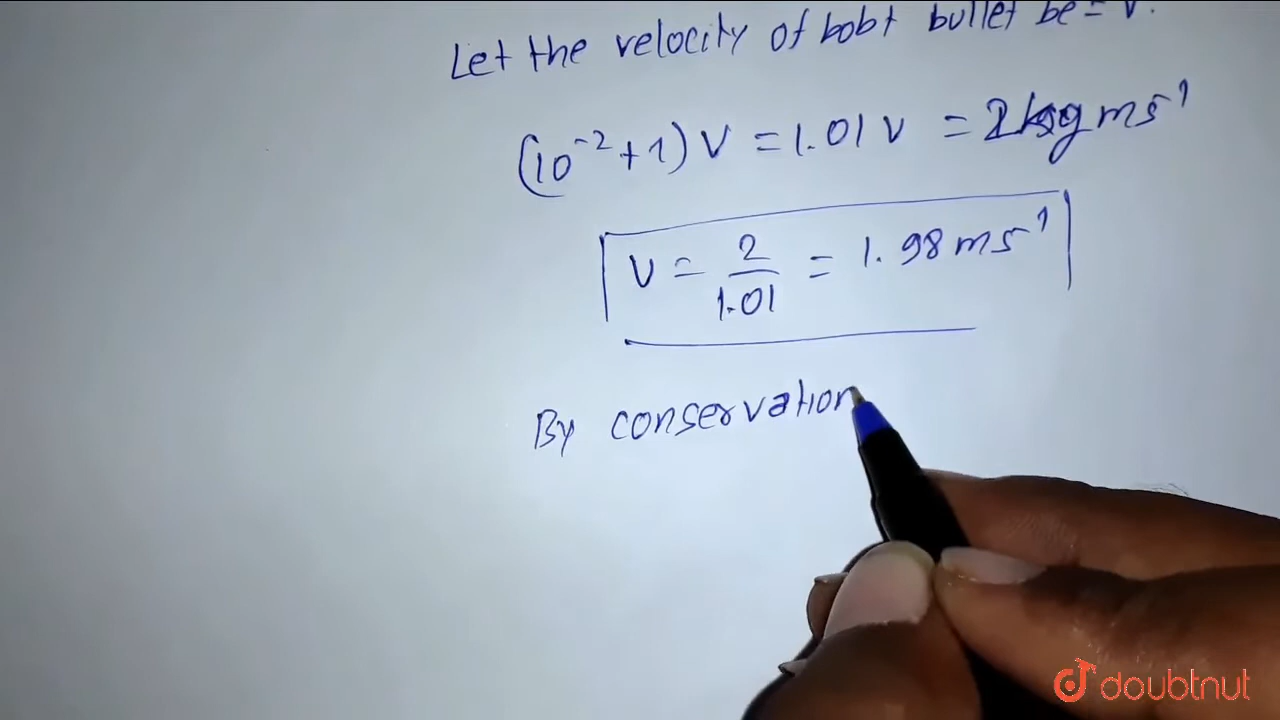 Let the velocity of bobt bullet be = V.
(10⁻² + 1) V = 1.01 V = 2 kg ms⁻¹
V = 2/1.01 = 1.98 ms⁻¹
By conservation
doubtnut